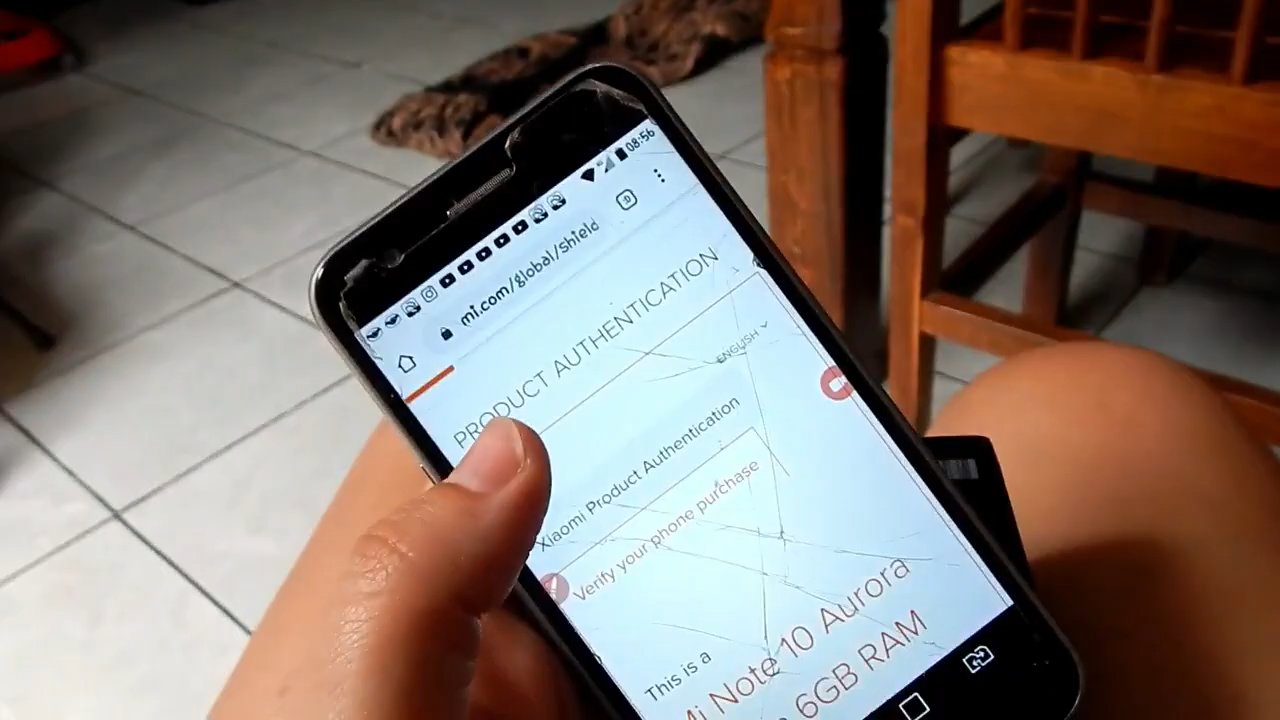 08:56
mi.com/global/shield
PRODUCT AUTHENTICATION
ENGLISH
Xiaomi Product Authentication
Verify your phone purchase
This is a
Mi Note 10 Aurora
6GB RAM